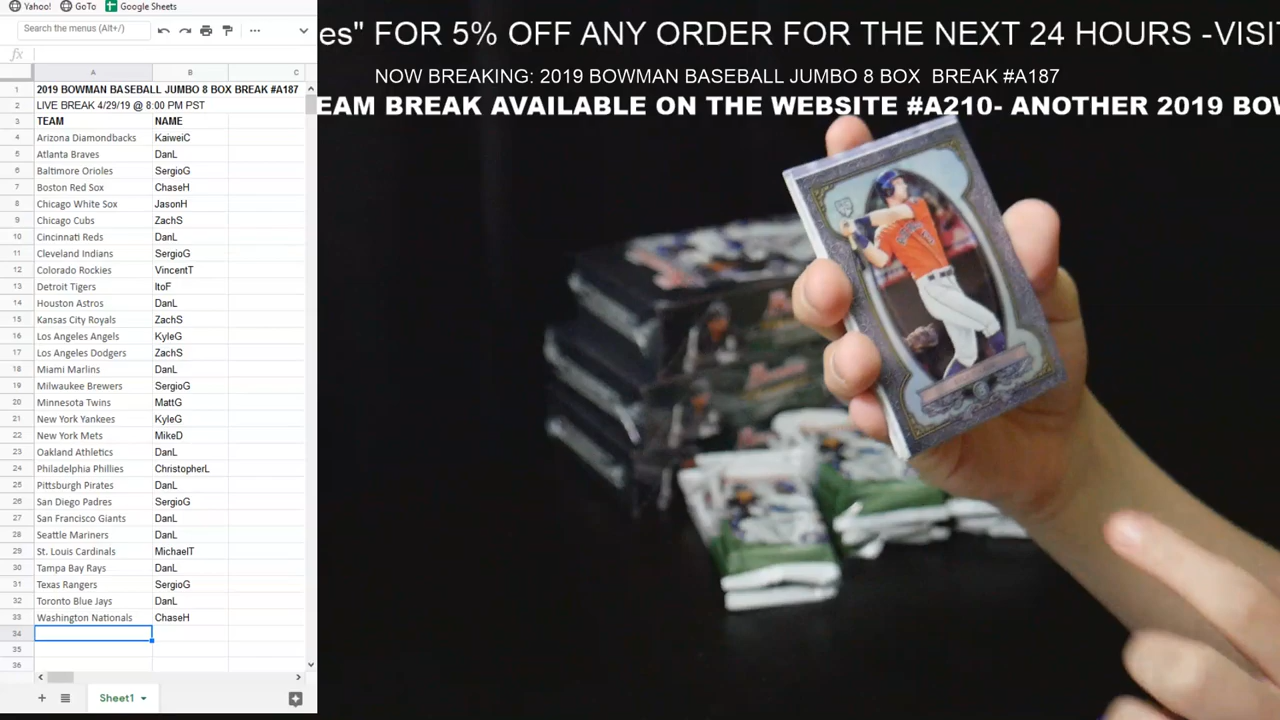 Yahoo! GoTo Google Sheets
Search the menus (Alt+/)
fx
A B C
1 2019 BOWMAN BASEBALL JUMBO 8 BOX BREAK #A187
2 LIVE BREAK 4/29/19 @ 8:00 PM PST
3 TEAM NAME
4 Arizona Diamondbacks KaiweiC
5 Atlanta Braves DanL
6 Baltimore Orioles SergioG
7 Boston Red Sox ChaseH
8 Chicago White Sox JasonH
9 Chicago Cubs ZachS
10 Cincinnati Reds DanL
11 Cleveland Indians SergioG
12 Colorado Rockies VincentT
13 Detroit Tigers ItoF
14 Houston Astros DanL
15 Kansas City Royals ZachS
16 Los Angeles Angels KyleG
17 Los Angeles Dodgers ZachS
18 Miami Marlins DanL
19 Milwaukee Brewers SergioG
20 Minnesota Twins MattG
21 New York Yankees KyleG
22 New York Mets MikeD
23 Oakland Athletics DanL
24 Philadelphia Phillies ChristopherL
25 Pittsburgh Pirates DanL
26 San Diego Padres SergioG
27 San Francisco Giants DanL
28 Seattle Mariners DanL
29 St. Louis Cardinals MichaelT
30 Tampa Bay Rays DanL
31 Texas Rangers SergioG
32 Toronto Blue Jays DanL
33 Washington Nationals ChaseH
34
35
36
Sheet1
es" FOR 5% OFF ANY ORDER FOR THE NEXT 24 HOURS -VISIT
NOW BREAKING: 2019 BOWMAN BASEBALL JUMBO 8 BOX BREAK #A187
EAM BREAK AVAILABLE ON THE WEBSITE #A210- ANOTHER 2019 BOW